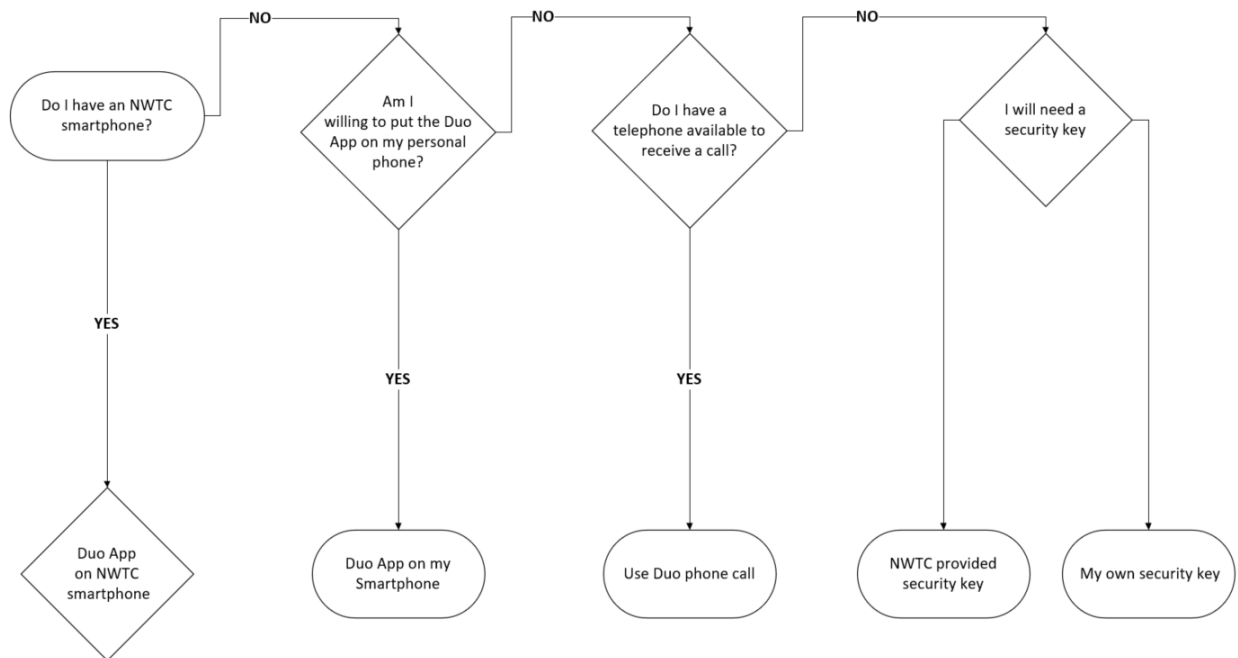 NO
NO
NO
Do I have an NWTC
smartphone?
Am I
willing to put the Duo
App on my personal
phone?
Do I have a
telephone available to
receive a call?
I will need a
security key
YES
YES
YES
Duo App
on NWTC
smartphone
Duo App on my
Smartphone
Use Duo phone call
NWTC provided
security key
My own security key